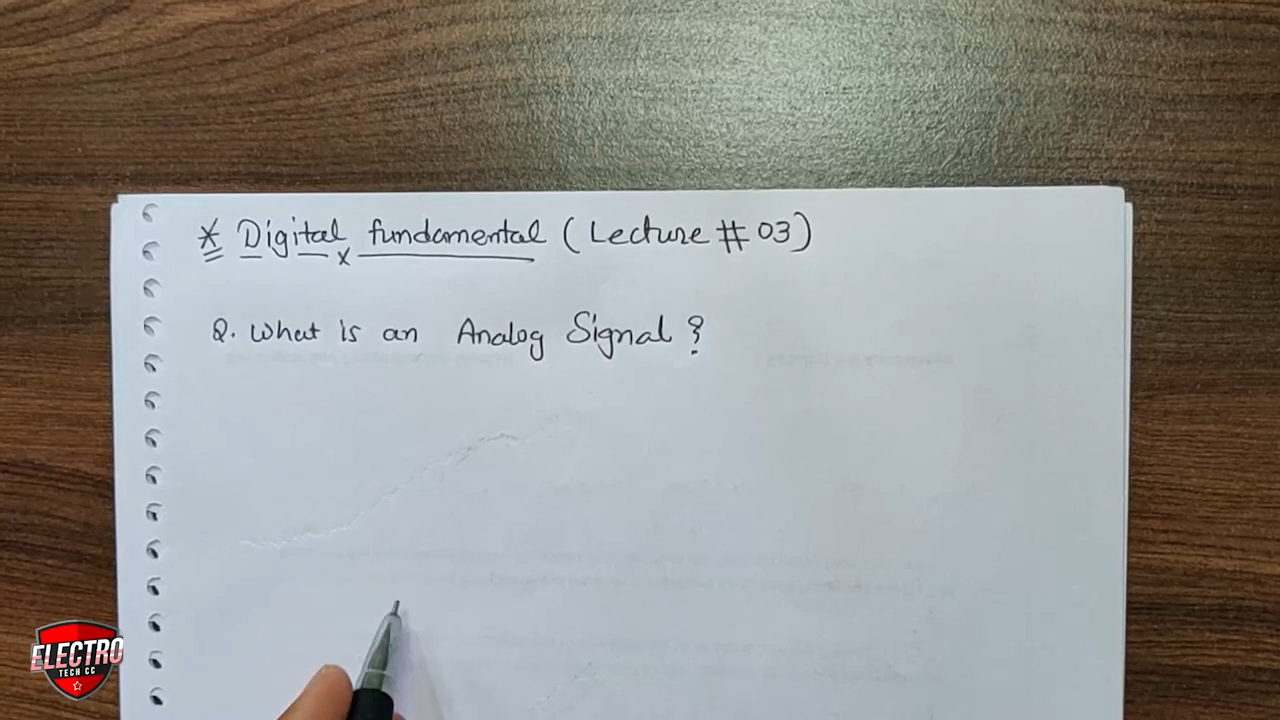 * Digital fundamental (Lecture # 03)
Q. What is an Analog Signal ?
ELECTRO
TECH CC